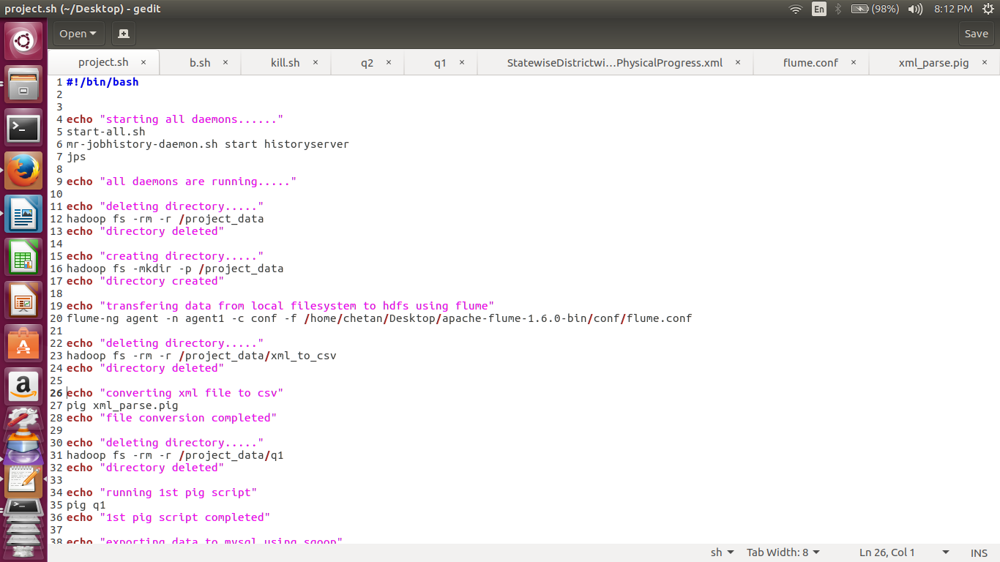 project.sh (~/Desktop) - gedit
En
(98%)
8:12 PM
Open
Save
project.sh ×
b.sh ×
kill.sh ×
q2 ×
q1 ×
StatewiseDistrictwi…PhysicalProgress.xml ×
flume.conf ×
xml_parse.pig ×
1 #!/bin/bash
2
3
4 echo "starting all daemons......"
5 start-all.sh
6 mr-jobhistory-daemon.sh start historyserver
7 jps
8
9 echo "all daemons are running....."
10
11 echo "deleting directory....."
12 hadoop fs -rm -r /project_data
13 echo "directory deleted"
14
15 echo "creating directory....."
16 hadoop fs -mkdir -p /project_data
17 echo "directory created"
18
19 echo "transfering data from local filesystem to hdfs using flume"
20 flume-ng agent -n agent1 -c conf -f /home/chetan/Desktop/apache-flume-1.6.0-bin/conf/flume.conf
21
22 echo "deleting directory....."
23 hadoop fs -rm -r /project_data/xml_to_csv
24 echo "directory deleted"
25
26 echo "converting xml file to csv"
27 pig xml_parse.pig
28 echo "file conversion completed"
29
30 echo "deleting directory....."
31 hadoop fs -rm -r /project_data/q1
32 echo "directory deleted"
33
34 echo "running 1st pig script"
35 pig q1
36 echo "1st pig script completed"
37
38 echo "exporting data to mysql using sqoop"
sh
Tab Width: 8
Ln 26, Col 1
INS